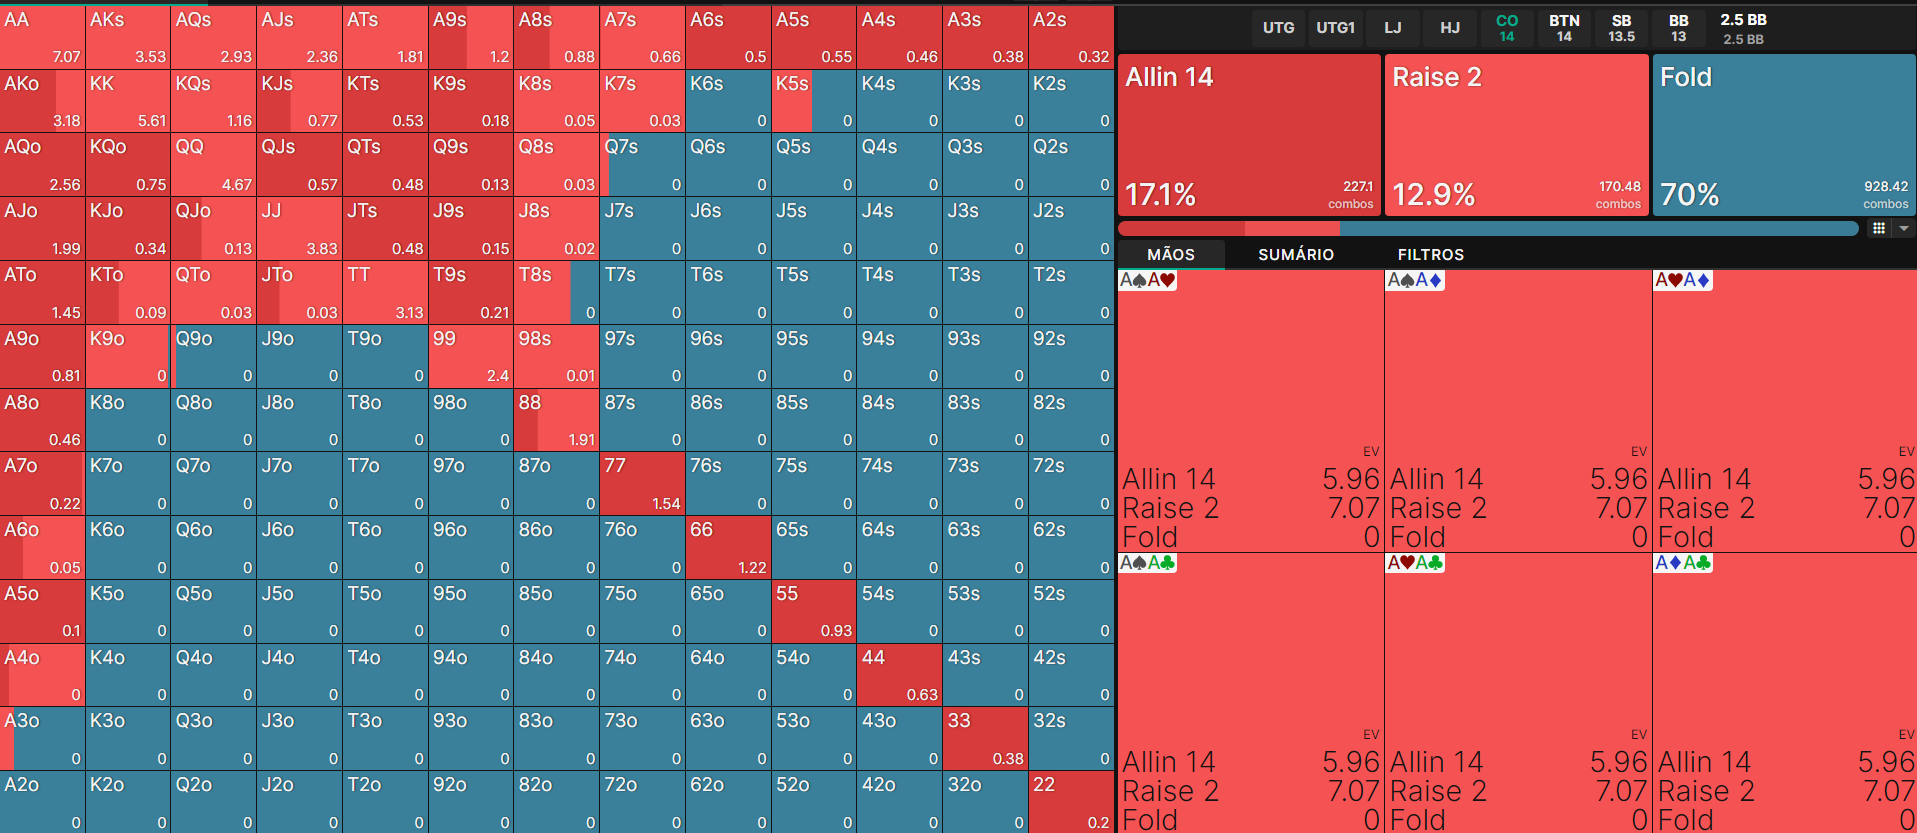 AA AKs AQs AJs ATs A9s A8s A7s A6s A5s A4s A3s A2s
7.07 3.53 2.93 2.36 1.81 1.2 0.88 0.66 0.5 0.55 0.46 0.38 0.32
AKo KK KQs KJs KTs K9s K8s K7s K6s K5s K4s K3s K2s
3.18 5.61 1.16 0.77 0.53 0.18 0.05 0.03 0 0 0 0 0
AQo KQo QQ QJs QTs Q9s Q8s Q7s Q6s Q5s Q4s Q3s Q2s
2.56 0.75 4.67 0.57 0.48 0.13 0.03 0 0 0 0 0 0
AJo KJo QJo JJ JTs J9s J8s J7s J6s J5s J4s J3s J2s
1.99 0.34 0.13 3.83 0.48 0.15 0.02 0 0 0 0 0 0
ATo KTo QTo JTo TT T9s T8s T7s T6s T5s T4s T3s T2s
1.45 0.09 0.03 0.03 3.13 0.21 0 0 0 0 0 0 0
A9o K9o Q9o J9o T9o 99 98s 97s 96s 95s 94s 93s 92s
0.81 0 0 0 0 2.4 0.01 0 0 0 0 0 0
A8o K8o Q8o J8o T8o 98o 88 87s 86s 85s 84s 83s 82s
0.46 0 0 0 0 0 1.91 0 0 0 0 0 0
A7o K7o Q7o J7o T7o 97o 87o 77 76s 75s 74s 73s 72s
0.22 0 0 0 0 0 0 1.54 0 0 0 0 0
A6o K6o Q6o J6o T6o 96o 86o 76o 66 65s 64s 63s 62s
0.05 0 0 0 0 0 0 0 1.22 0 0 0 0
A5o K5o Q5o J5o T5o 95o 85o 75o 65o 55 54s 53s 52s
0.1 0 0 0 0 0 0 0 0 0.93 0 0 0
A4o K4o Q4o J4o T4o 94o 84o 74o 64o 54o 44 43s 42s
0 0 0 0 0 0 0 0 0 0 0.63 0 0
A3o K3o Q3o J3o T3o 93o 83o 73o 63o 53o 43o 33 32s
0 0 0 0 0 0 0 0 0 0 0 0.38 0
A2o K2o Q2o J2o T2o 92o 82o 72o 62o 52o 42o 32o 22
0 0 0 0 0 0 0 0 0 0 0 0 0.2
UTG UTG1 LJ HJ CO BTN SB BB 2.5 BB
14 14 13.5 13 2.5 BB
Allin 14 Raise 2 Fold
17.1% 227.1 combos 12.9% 170.48 combos 70% 928.42 combos
MÃOS SUMÁRIO FILTROS
A♠A♥ A♠A♦ A♥A♦
EV EV EV
Allin 14 5.96 Allin 14 5.96 Allin 14 5.96
Raise 2 7.07 Raise 2 7.07 Raise 2 7.07
Fold 0 Fold 0 Fold 0
A♠A♣ A♥A♣ A♦A♣
EV EV EV
Allin 14 5.96 Allin 14 5.96 Allin 14 5.96
Raise 2 7.07 Raise 2 7.07 Raise 2 7.07
Fold 0 Fold 0 Fold 0